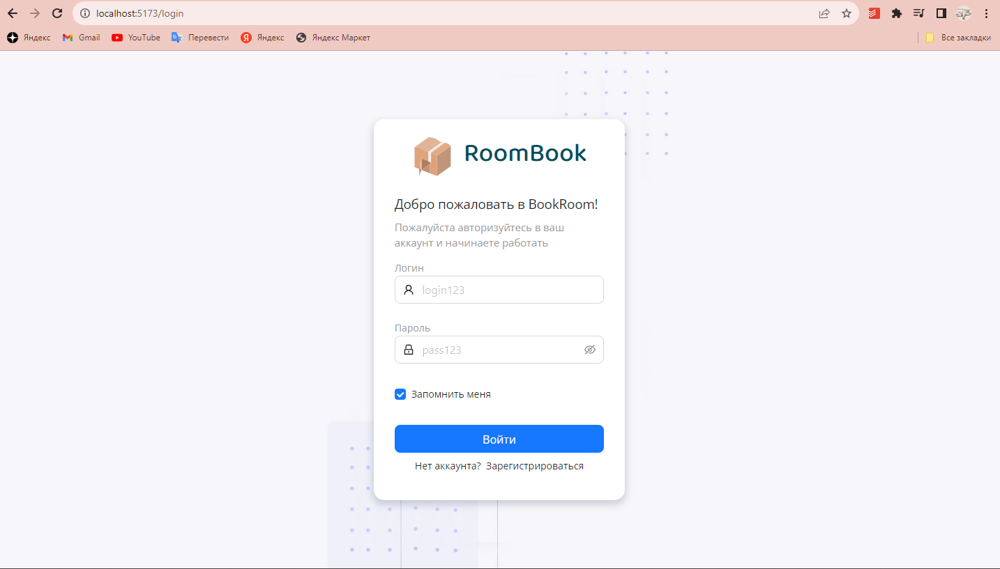 localhost:5173/login
Яндекс Gmail YouTube Перевести Яндекс Яндекс Маркет Все закладки
RoomBook
Добро пожаловать в BookRoom!
Пожалуйста авторизуйтесь в ваш
аккаунт и начинаете работать
Логин
login123
Пароль
pass123
Запомнить меня
Войти
Нет аккаунта? Зарегистрироваться